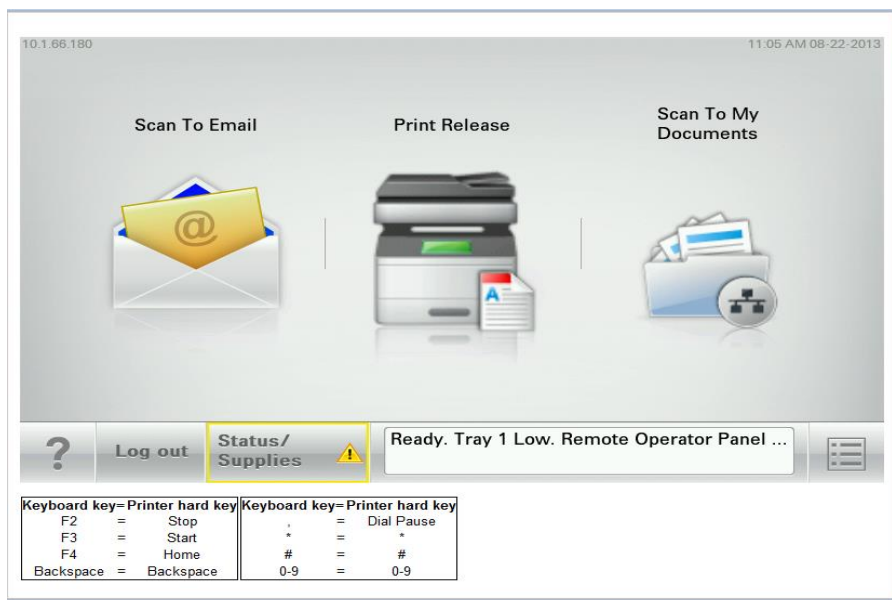 10.1.66.180
11:05 AM 08-22-2013
Scan To Email
Print Release
Scan To My
Documents
@
A
?
Log out
Status/
Supplies
Ready. Tray 1 Low. Remote Operator Panel ...
Keyboard key=Printer hard key Keyboard key=Printer hard key
F2 = Stop , = Dial Pause
F3 = Start * = *
F4 = Home # = #
Backspace = Backspace 0-9 = 0-9